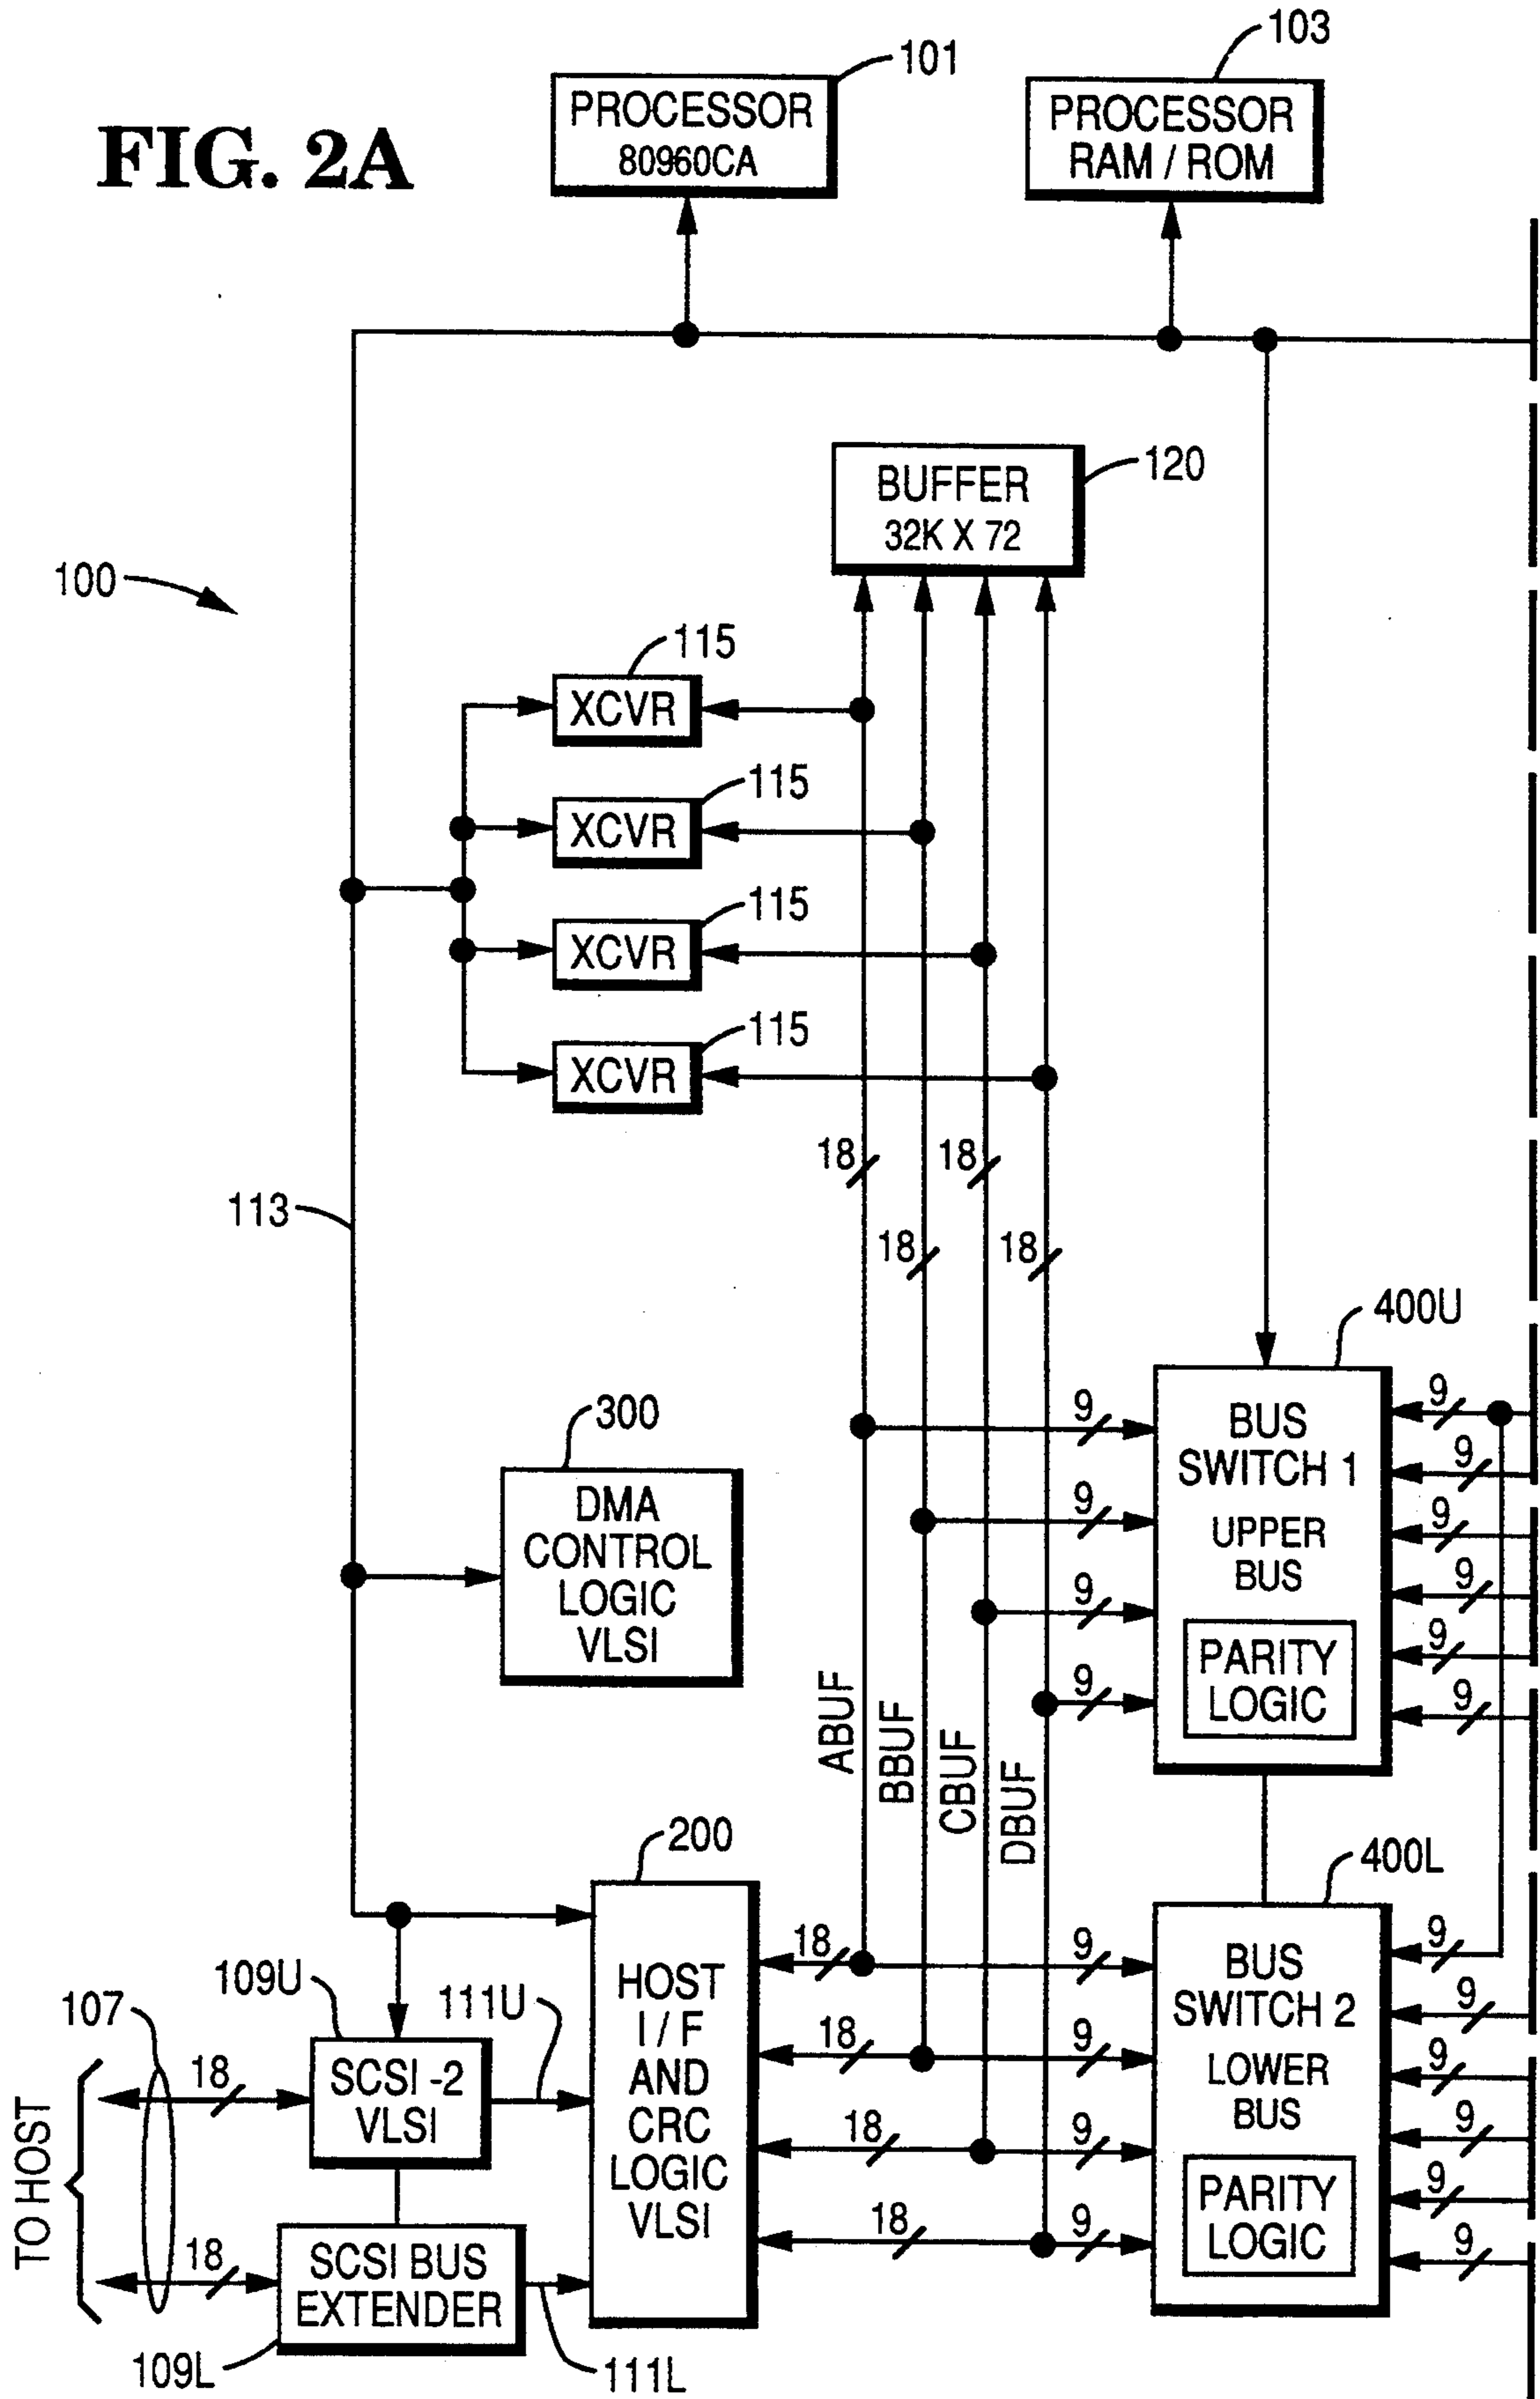 FIG. 2A
101
PROCESSOR
80960CA
103
PROCESSOR
RAM / ROM
100
120
BUFFER
32K X 72
115
XCVR
115
XCVR
115
XCVR
115
XCVR
18
18
18
18
113
400U
BUS
SWITCH 1
UPPER
BUS
PARITY
LOGIC
9
9
9
9
9
9
9
9
9
9
300
DMA
CONTROL
LOGIC
VLSI
ABUF
BBUF
CBUF
DBUF
200
HOST
I / F
AND
CRC
LOGIC
VLSI
18
18
18
18
400L
BUS
SWITCH 2
LOWER
BUS
PARITY
LOGIC
9
9
9
9
9
9
9
9
9
9
109U
SCSI -2
VLSI
111U
107
18
TO HOST
18
SCSI BUS
EXTENDER
109L
111L